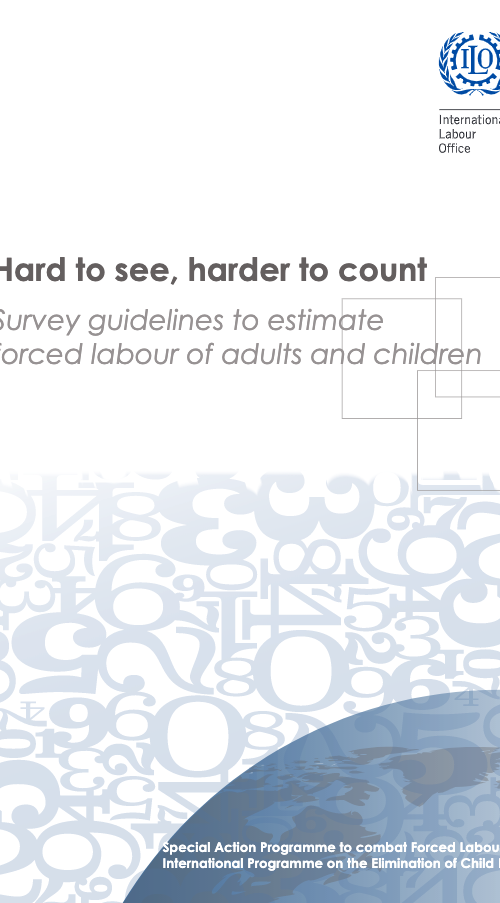 ILO
Internationa
Labour
Office
Hard to see, harder to count
Survey guidelines to estimate
forced labour of adults and children
Special Action Programme to combat Forced Labou
International Programme on the Elimination of Child